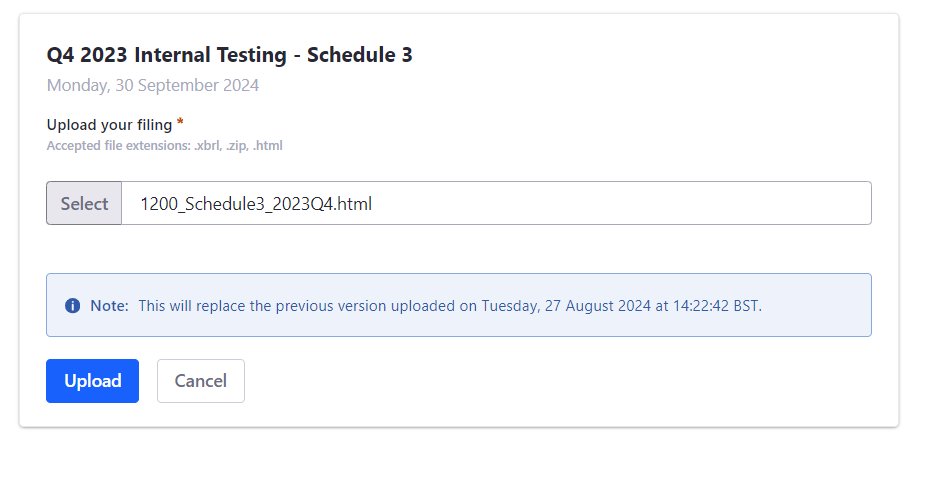 Q4 2023 Internal Testing - Schedule 3
Monday, 30 September 2024
Upload your filing *
Accepted file extensions: .xbrl, .zip, .html
Select 1200_Schedule3_2023Q4.html
Note: This will replace the previous version uploaded on Tuesday, 27 August 2024 at 14:22:42 BST.
Upload Cancel